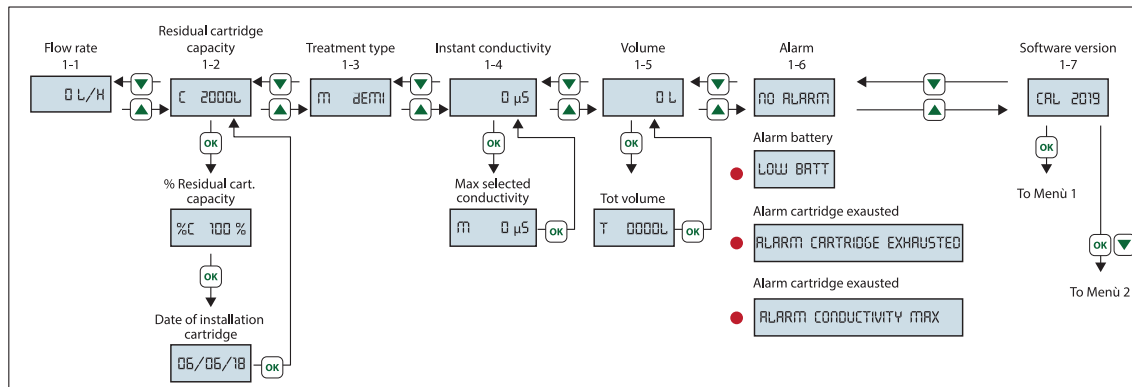 Flow rate
1-1
0 L/H
Residual cartridge
capacity
1-2
C 2000L
Treatment type
1-3
M dEMI
Instant conductivity
1-4
0 µS
Volume
1-5
0 L
Alarm
1-6
NO ALARM
Software version
1-7
CAL 2019
OK
OK
OK
OK
% Residual cart.
capacity
%C 100 %
Max selected
conductivity
M 0 µS
OK
Tot volume
T 0000L
OK
Alarm battery
LOW BATT
Alarm cartridge exausted
ALARM CARTRIDGE EXHAUSTED
Alarm cartridge exausted
ALARM CONDUCTIVITY MAX
To Menù 1
OK
To Menù 2
OK
Date of installation
cartridge
06/06/18
OK